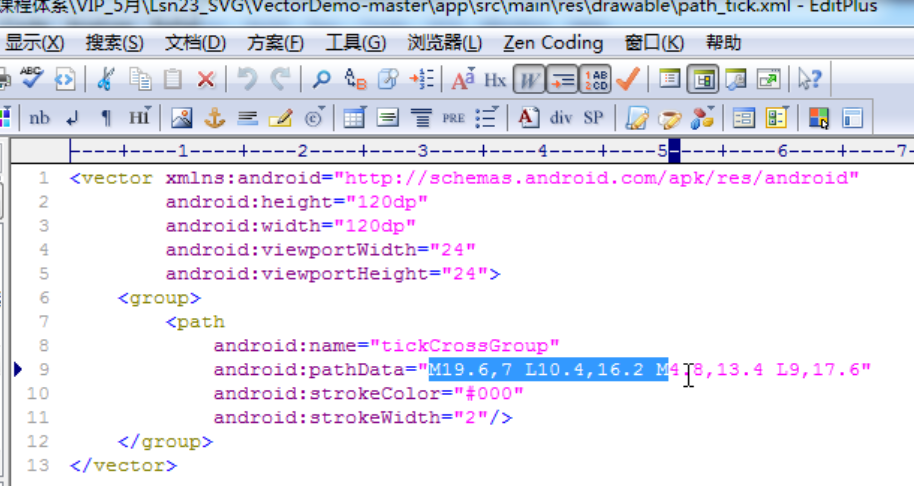 课程体系\VIP_5月\Lsn23_SVG\VectorDemo-master\app\src\main\res\drawable\path_tick.xml - EditPlus
显示(X) 搜索(S) 文档(D) 方案(F) 工具(G) 浏览器(L) Zen Coding 窗口(K) 帮助
ABC Hx W 1AB 2CD
nb ¶ HI PRE A div SP
----+----1----+----2----+----3----+----4----+----5----+----6----+----7-
1 <vector xmlns:android="http://schemas.android.com/apk/res/android"
2 android:height="120dp"
3 android:width="120dp"
4 android:viewportWidth="24"
5 android:viewportHeight="24">
6 <group>
7 <path
8 android:name="tickCrossGroup"
9 android:pathData="M19.6,7 L10.4,16.2 M4.8,13.4 L9,17.6"
10 android:strokeColor="#000"
11 android:strokeWidth="2"/>
12 </group>
13 </vector>